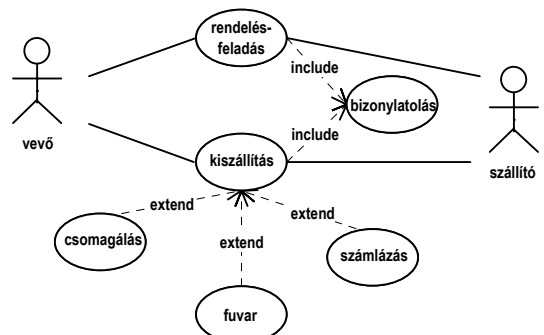 rendelés-
feladás
include
bizonylatolás
vevő
include
kiszállítás
szállító
extend
extend
csomagálás
extend
számlázás
fuvar